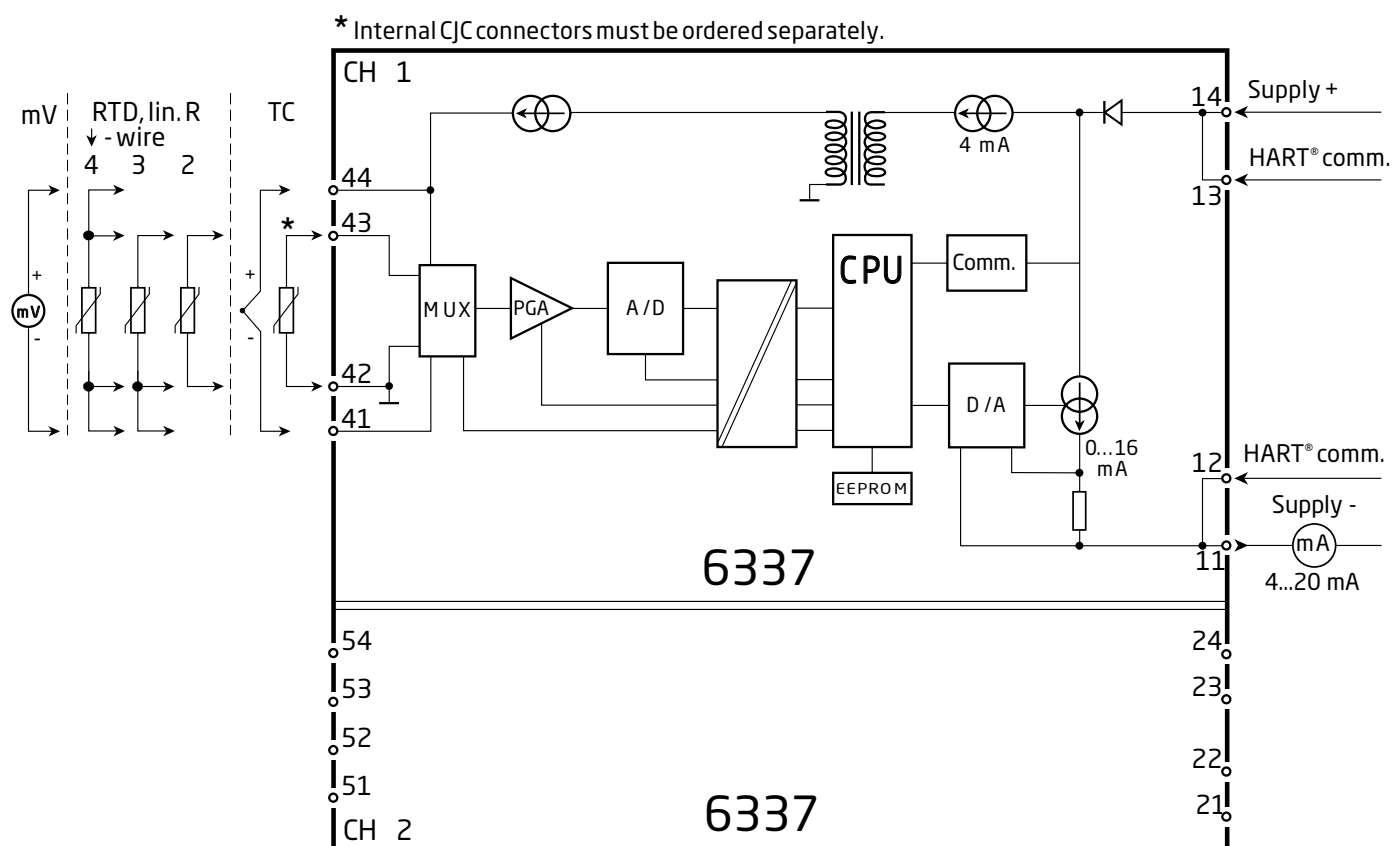 * Internal CJC connectors must be ordered separately.
CH 1
mV
RTD, lin. R
- wire
4 3 2
TC
14
Supply +
4 mA
HART® comm.
13
44
43
*
CPU
Comm.
+
+
mV
MUX
PGA
A/D
-
-
42
41
D/A
0...16
mA
12
HART® comm.
EEPROM
Supply -
mA
11
4...20 mA
6337
54
24
53
23
52
22
51
21
6337
CH 2